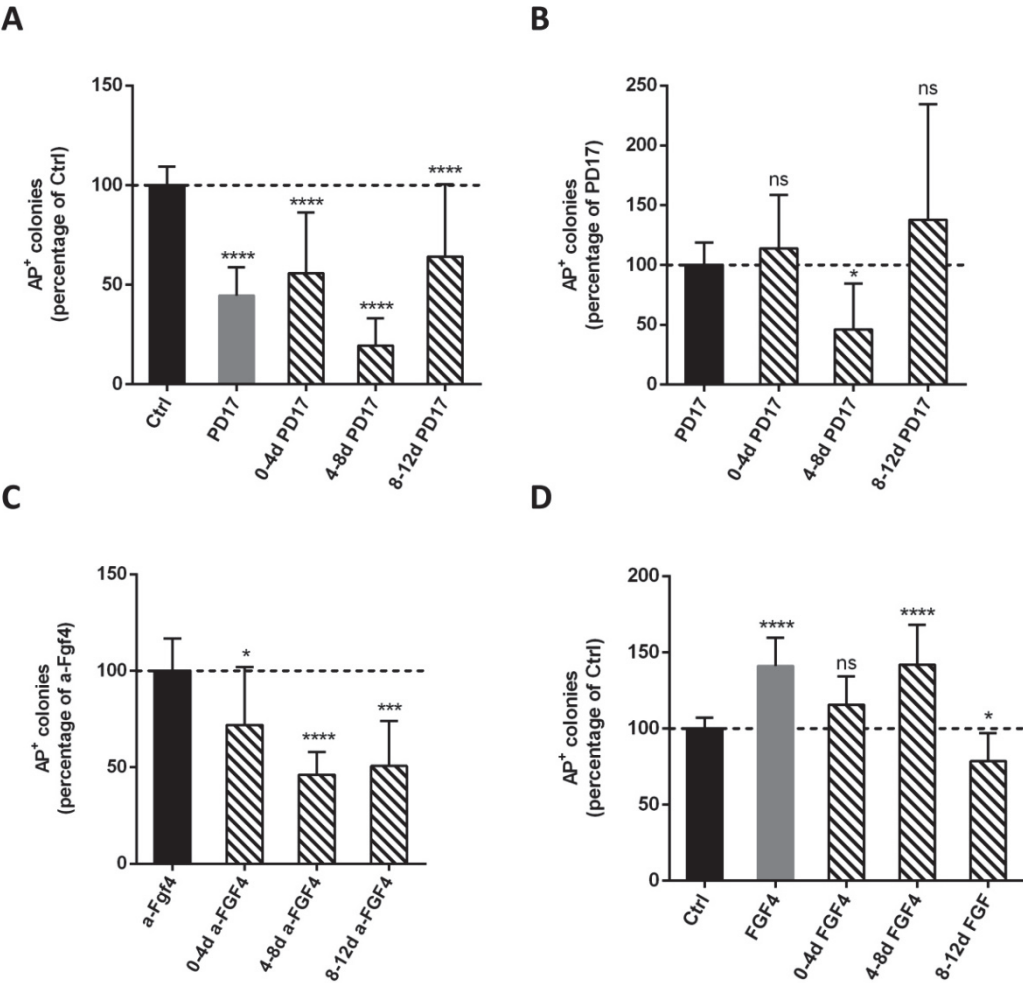 A
AP+ colonies
(percentage of Ctrl)
150
100
50
0
****
****
****
****
Ctrl
PD17
0-4d PD17
4-8d PD17
8-12d PD17
B
AP+ colonies
(percentage of PD17)
250
200
150
100
50
0
ns
*
ns
PD17
0-4d PD17
4-8d PD17
8-12d PD17
C
AP+ colonies
(percentage of a-Fgf4)
150
100
50
0
*
****
***
a-Fgf4
0-4d a-FGF4
4-8d a-FGF4
8-12d a-FGF4
D
AP+ colonies
(percentage of Ctrl)
200
150
100
50
0
****
ns
****
*
Ctrl
FGF4
0-4d FGF4
4-8d FGF4
8-12d FGF